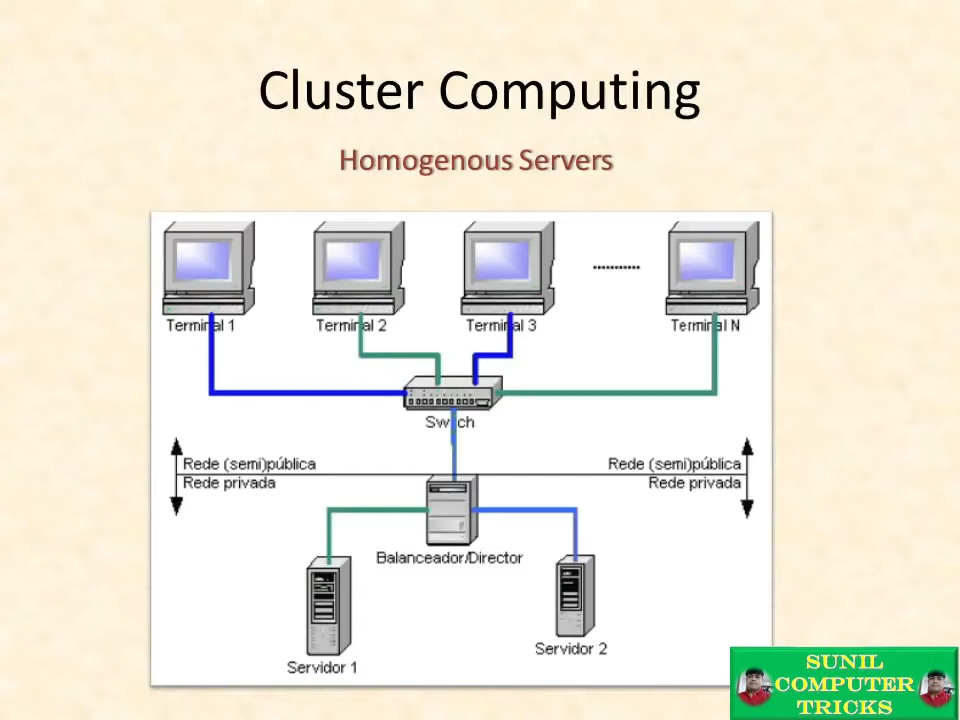 Cluster Computing
Homogenous Servers
Terminal 1 Terminal 2 Terminal 3 ........... Terminal N
Switch
Rede (semi)pública Rede (semi)pública
Rede privada Rede privada
Balanceador/Director
Servidor 1
Servidor 2
SUNIL
COMPUTER
TRICKS